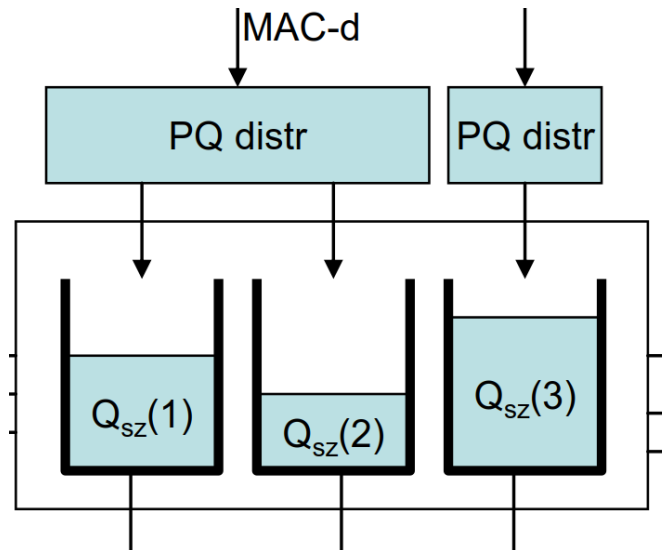 MAC-d
PQ distr
PQ distr
Qsz(1)
Qsz(2)
Qsz(3)